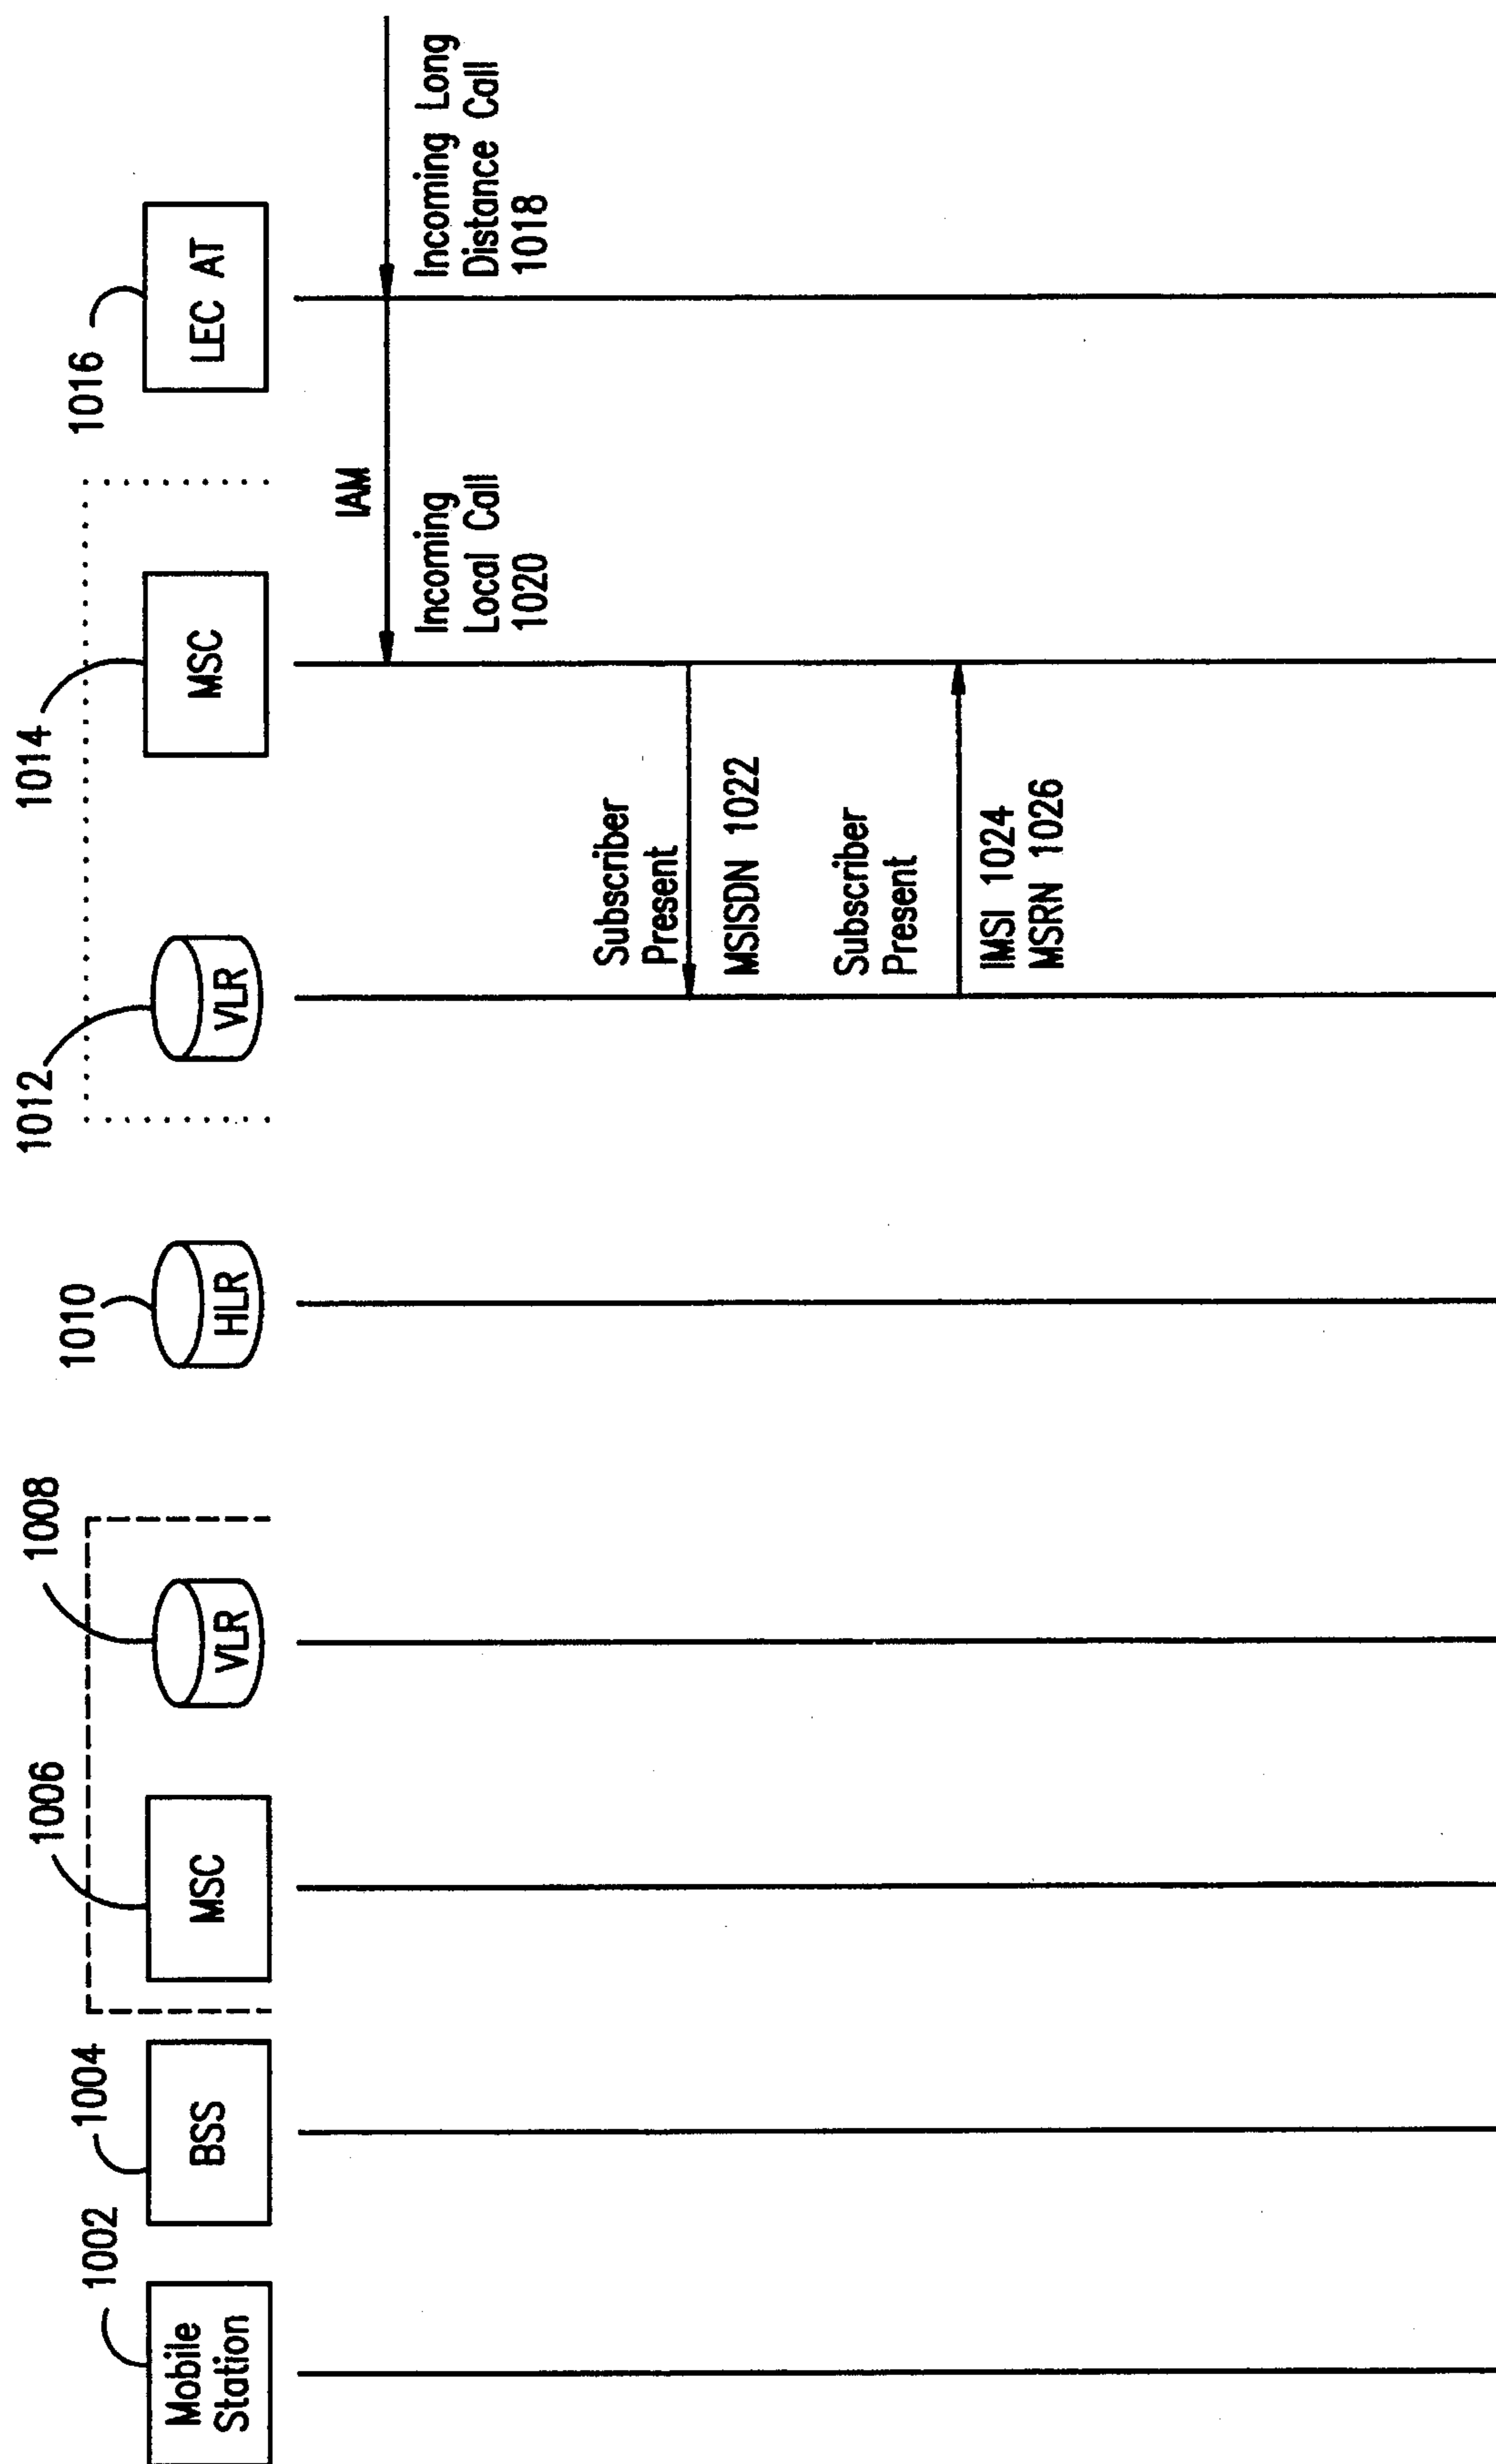 1002
1004
1006
1008
1010
1012
1014
1016
Mobile
Station
BSS
MSC
VLR
HLR
VLR
MSC
LEC AT
IAM
Incoming Long
Distance Call
1018
Incoming
Local Call
1020
Subscriber
Present
MSISDN 1022
Subscriber
Present
IMSI 1024
MSRN 1026